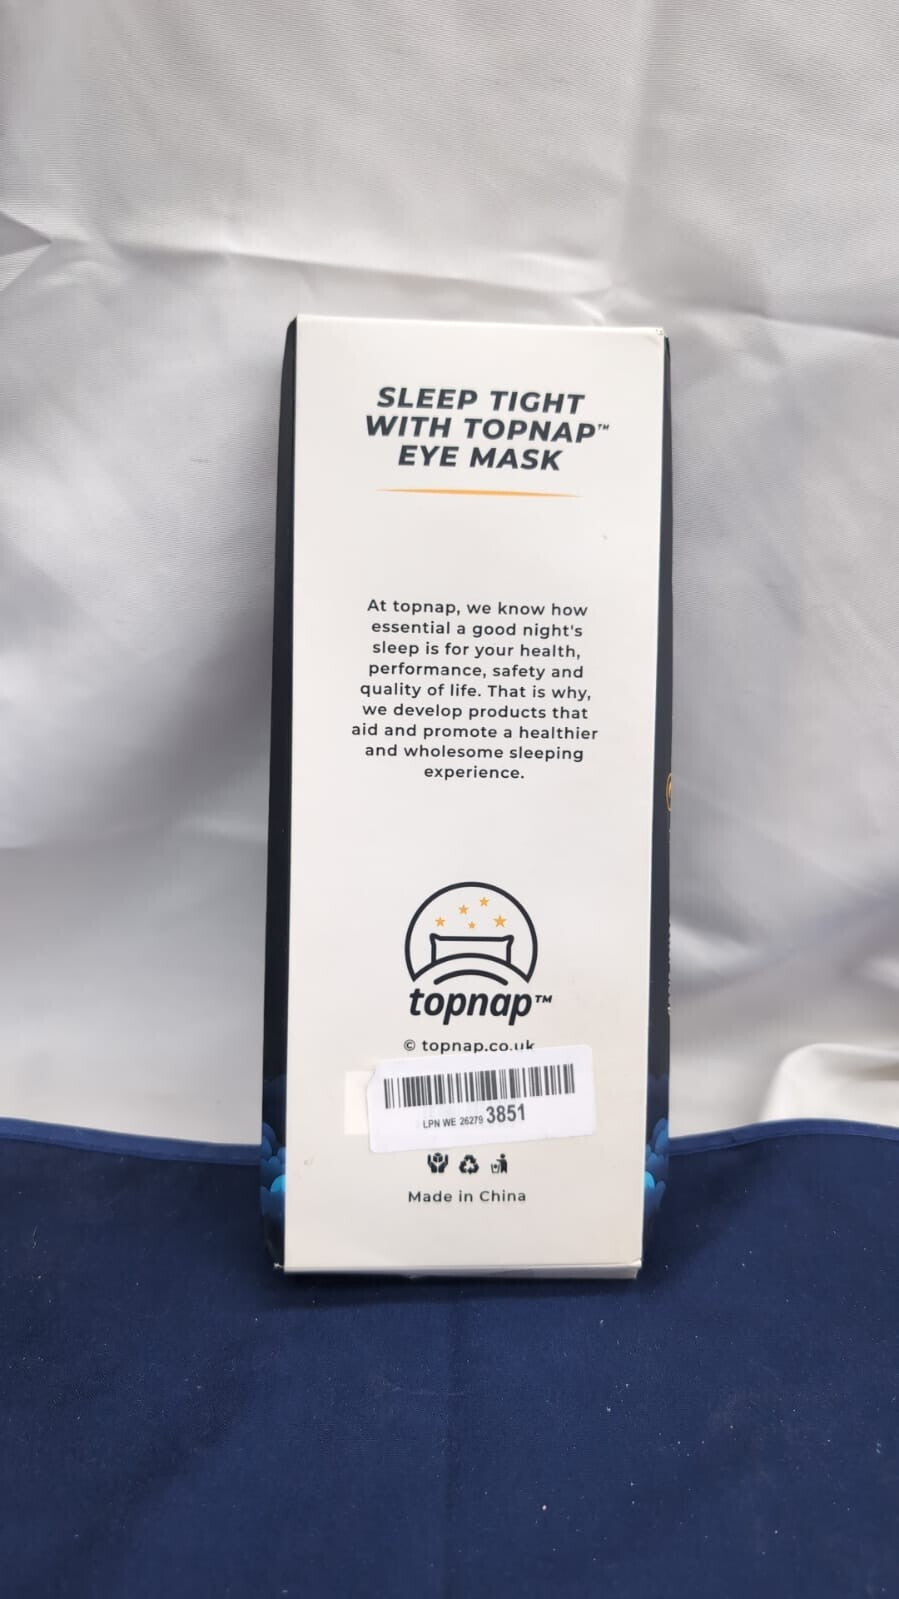 SLEEP TIGHT
WITH TOPNAP™
EYE MASK
At topnap, we know how
essential a good night's
sleep is for your health,
performance, safety and
quality of life. That is why,
we develop products that
aid and promote a healthier
and wholesome sleeping
experience.
topnap™
© topnap.co.uk
LPN WE 26279 3851
Made in China